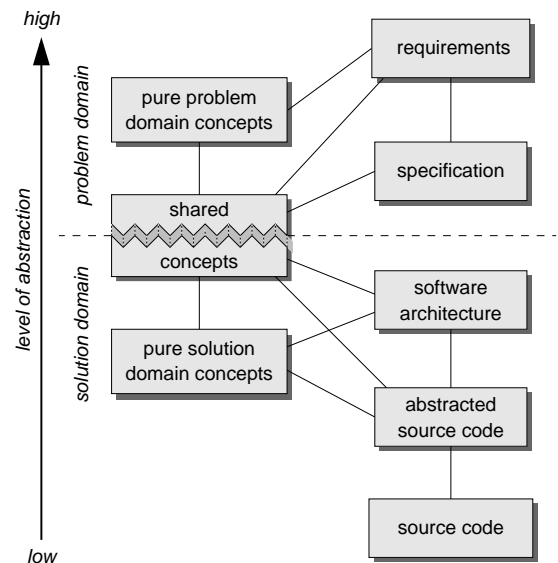 high
requirements
problem domain
pure problem
domain concepts
specification
shared
level of abstraction
concepts
solution domain
software
architecture
pure solution
domain concepts
abstracted
source code
source code
low